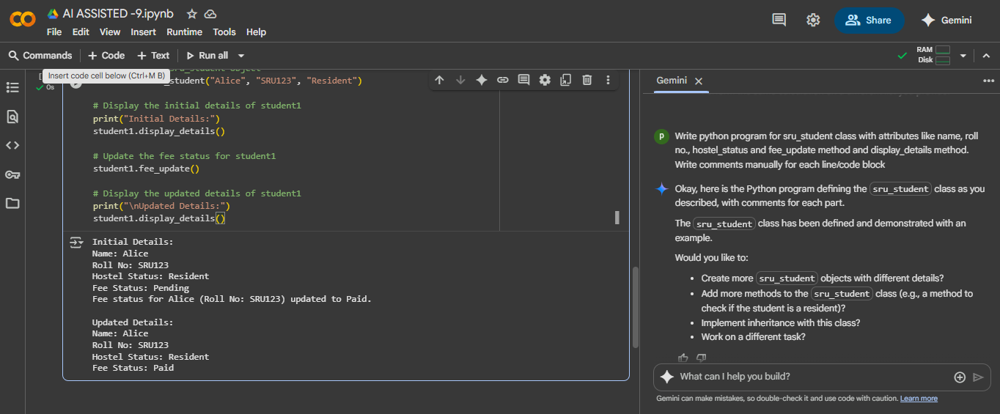 AI ASSISTED -9.ipynb
File Edit View Insert Runtime Tools Help
Share
Gemini
Commands + Code + Text Run all
RAM
Disk
Insert code cell below (Ctrl+M B)
0s
_student("Alice", "SRU123", "Resident")
# Display the initial details of student1
print("Initial Details:")
student1.display_details()
# Update the fee status for student1
student1.fee_update()
# Display the updated details of student1
print("\nUpdated Details:")
student1.display_details()
Initial Details:
Name: Alice
Roll No: SRU123
Hostel Status: Resident
Fee Status: Pending
Fee status for Alice (Roll No: SRU123) updated to Paid.
Updated Details:
Name: Alice
Roll No: SRU123
Hostel Status: Resident
Fee Status: Paid
Gemini
P
Write python program for sru_student class with attributes like name, roll
no., hostel_status and fee_update method and display_details method.
Write comments manually for each line/code block
Okay, here is the Python program defining the sru_student class as you
described, with comments for each part.
The sru_student class has been defined and demonstrated with an
example.
Would you like to:
• Create more sru_student objects with different details?
• Add more methods to the sru_student class (e.g., a method to
check if the student is a resident)?
• Implement inheritance with this class?
• Work on a different task?
What can I help you build?
Gemini can make mistakes, so double-check it and use code with caution. Learn more